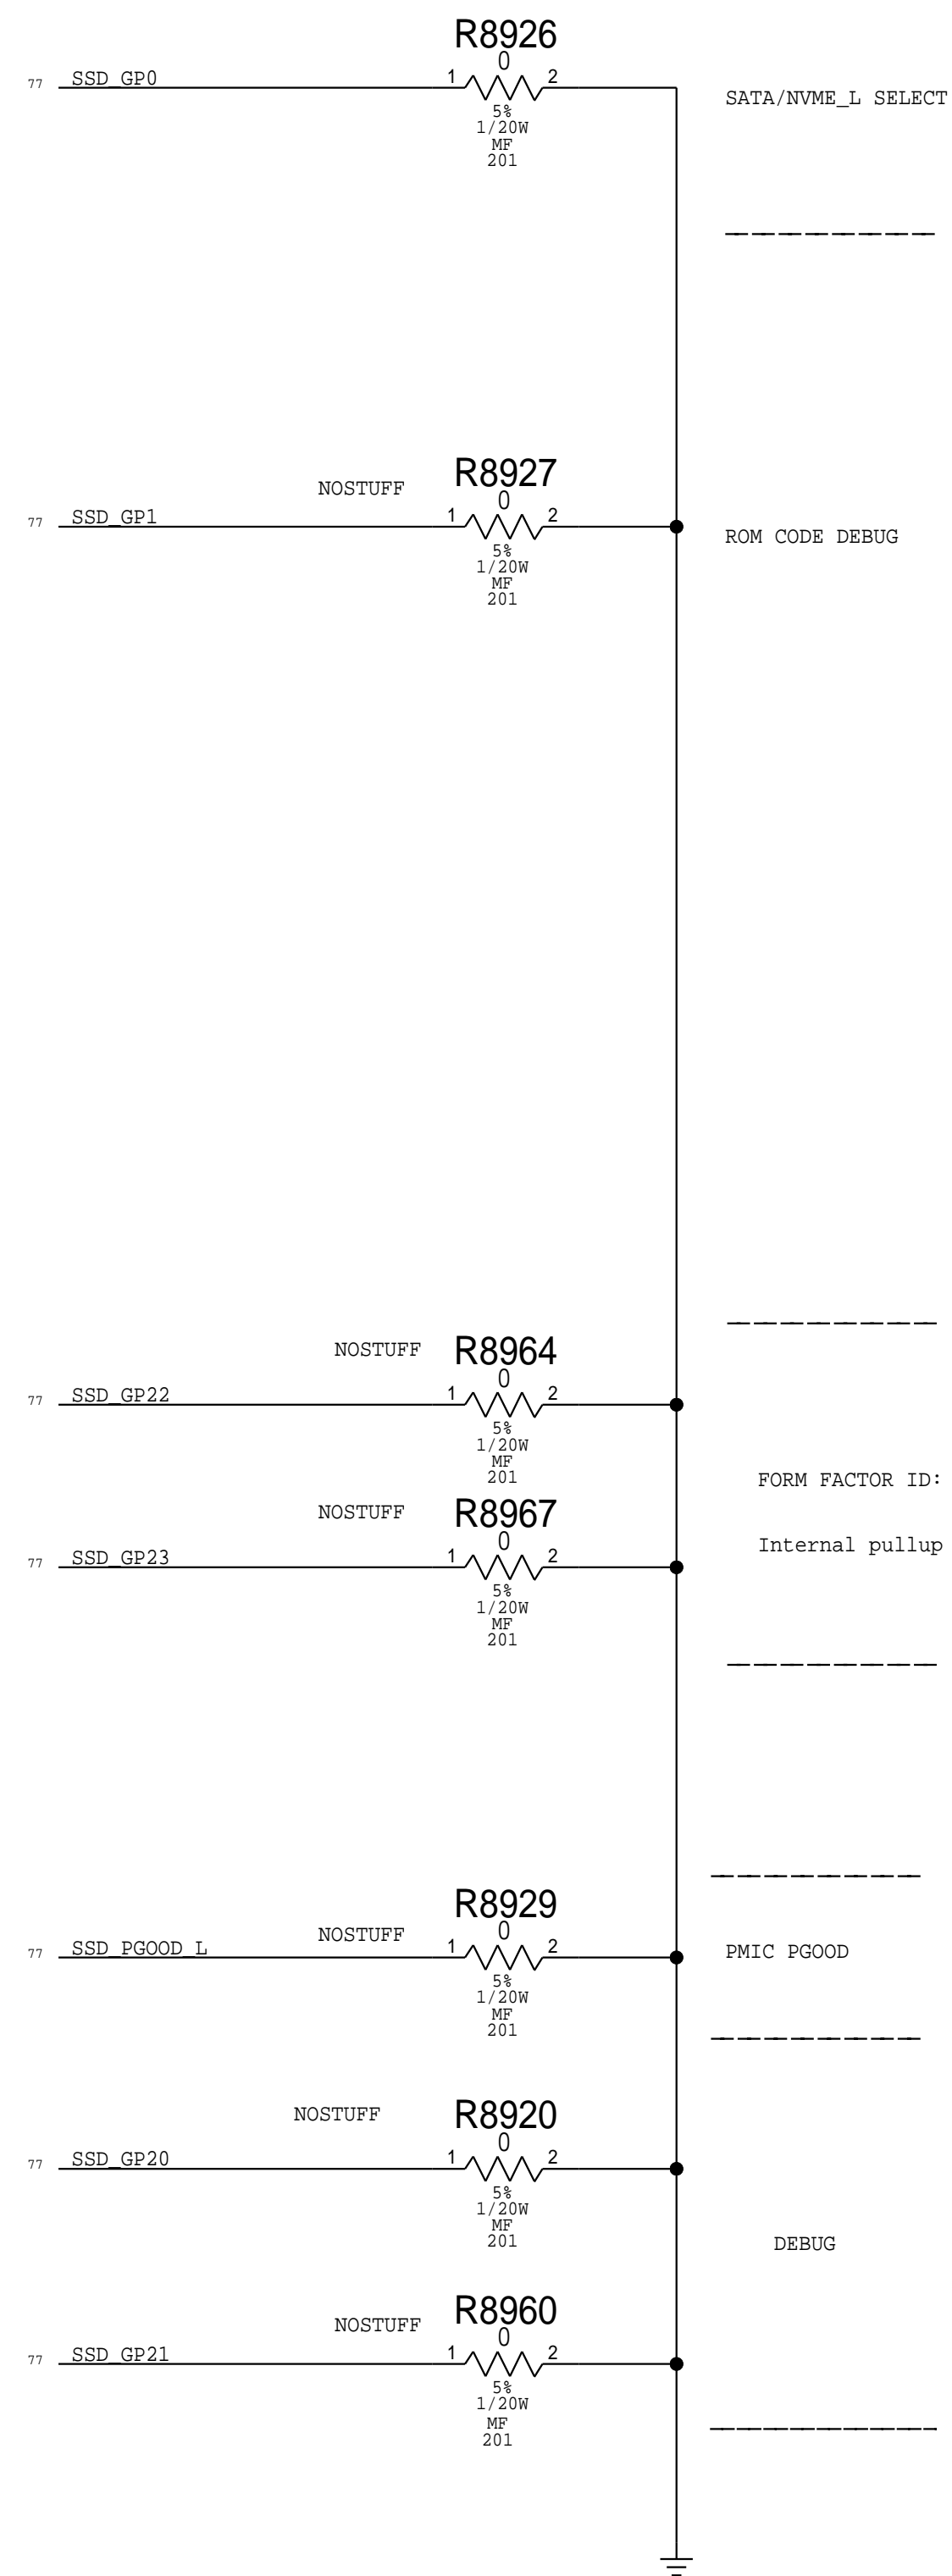 R8926
0
77 SSD_GP0 1 2
SATA/NVME_L SELECT
5%
1/20W
MF
201
NOSTUFF R8927
0
77 SSD_GP1 1 2
ROM CODE DEBUG
5%
1/20W
MF
201
NOSTUFF R8964
0
77 SSD_GP22 1 2
5%
1/20W
MF
201
FORM FACTOR ID:
NOSTUFF R8967
0
Internal pullup
77 SSD_GP23 1 2
5%
1/20W
MF
201
R8929
NOSTUFF 0
77 SSD_PGOOD_L 1 2
PMIC PGOOD
5%
1/20W
MF
201
NOSTUFF R8920
0
77 SSD_GP20 1 2
5%
1/20W
MF
201
DEBUG
NOSTUFF R8960
0
77 SSD_GP21 1 2
5%
1/20W
MF
201